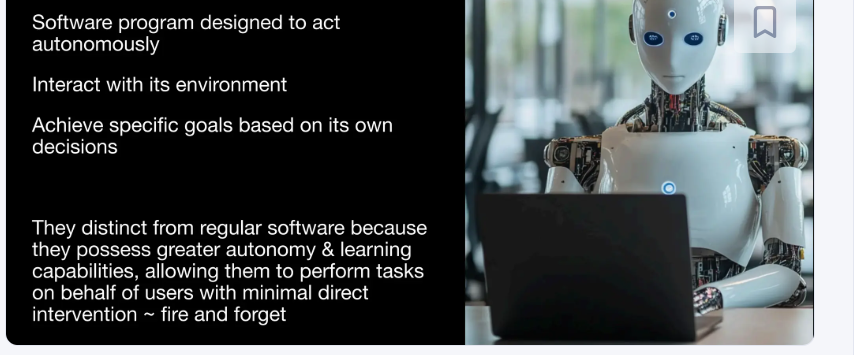 Software program designed to act
autonomously
Interact with its environment
Achieve specific goals based on its own
decisions
They distinct from regular software because
they possess greater autonomy & learning
capabilities, allowing them to perform tasks
on behalf of users with minimal direct
intervention ~ fire and forget